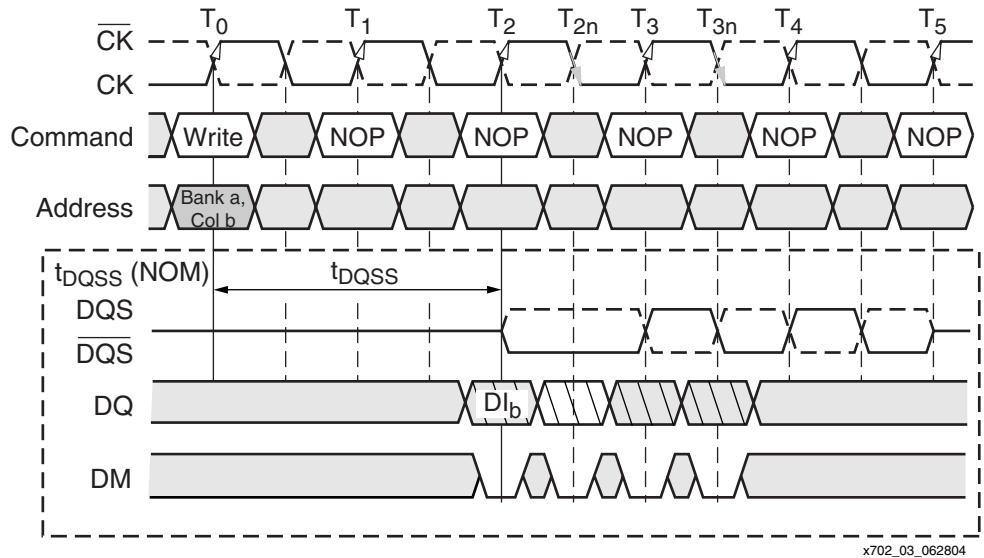 T0 T1 T2 T2n T3 T3n T4 T5
CK
CK
Command Write NOP NOP NOP NOP NOP
Address Bank a,
Col b
tDQSS (NOM) tDQSS
DQS
DQS
DQ DIb
DM
x702_03_062804